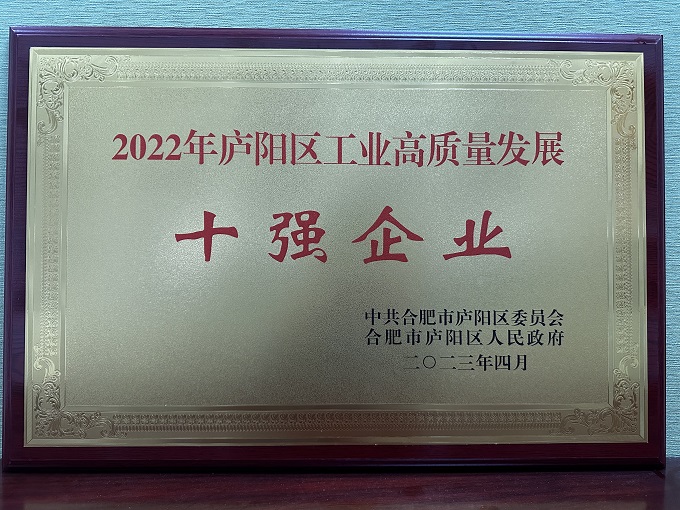 2022年庐阳区工业高质量发展
十强企业
中共合肥市庐阳区委员会
合肥市庐阳区人民政府
二〇二三年四月